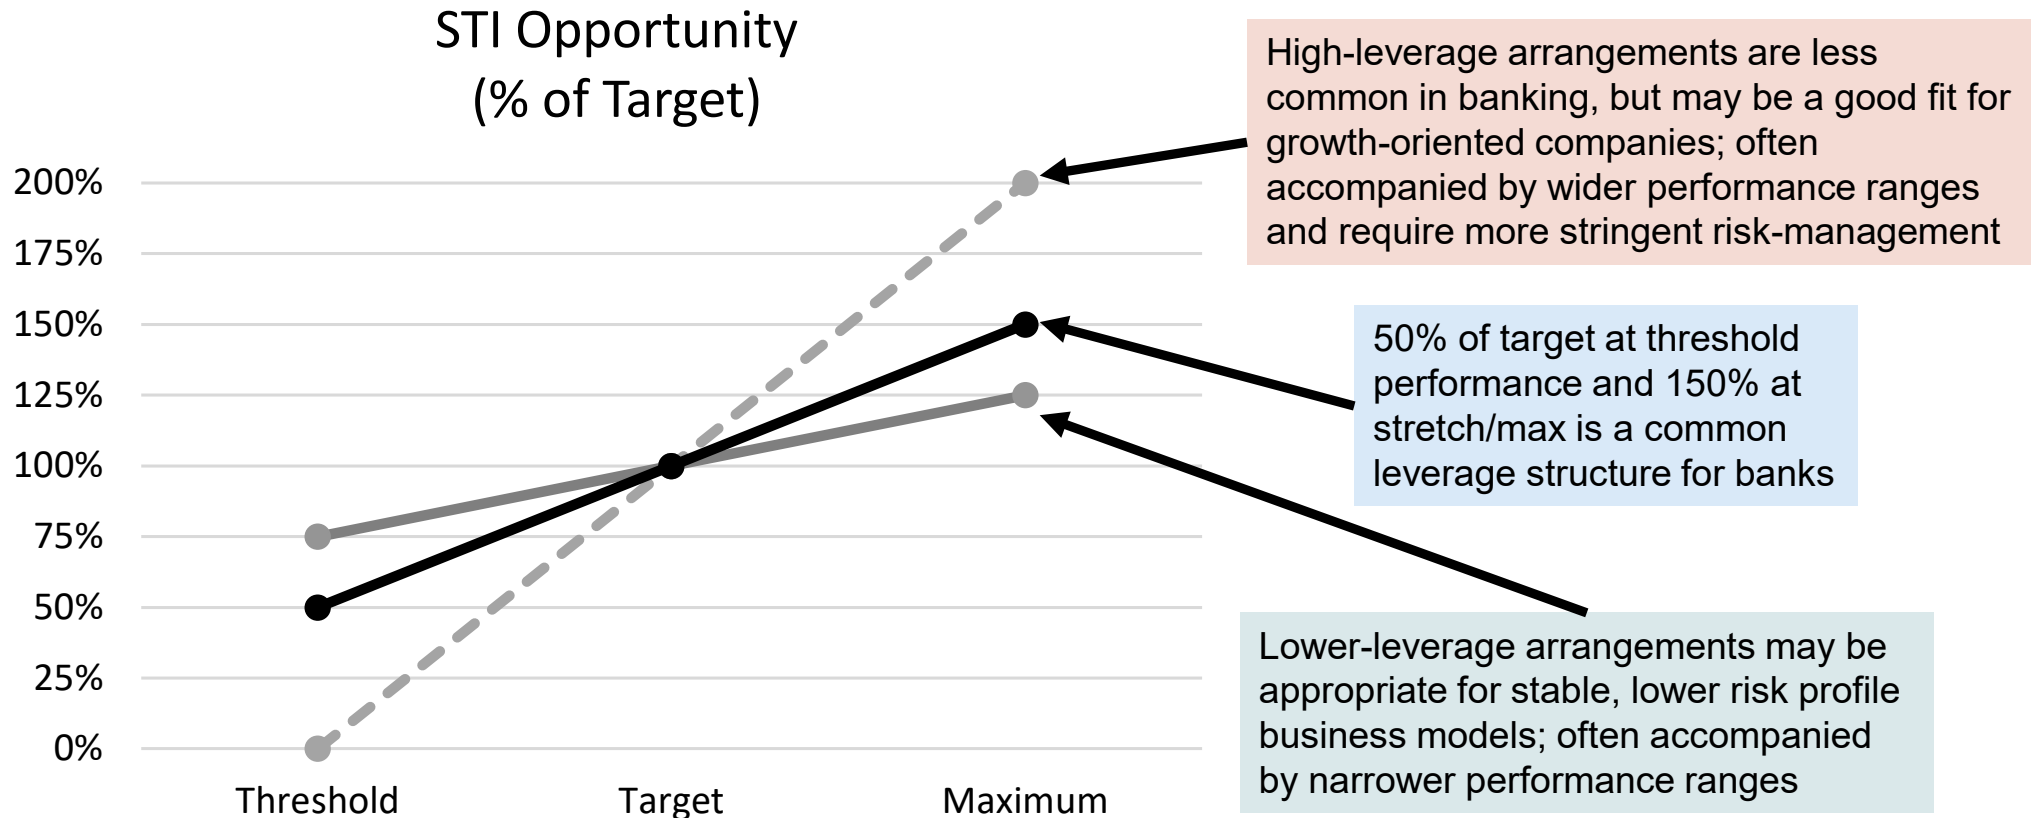 STI Opportunity
(% of Target)
200%
175%
150%
125%
100%
75%
50%
25%
0%
Threshold
Target
Maximum
High-leverage arrangements are less
common in banking, but may be a good fit for
growth-oriented companies; often
accompanied by wider performance ranges
and require more stringent risk-management
50% of target at threshold
performance and 150% at
stretch/max is a common
leverage structure for banks
Lower-leverage arrangements may be
appropriate for stable, lower risk profile
business models; often accompanied
by narrower performance ranges